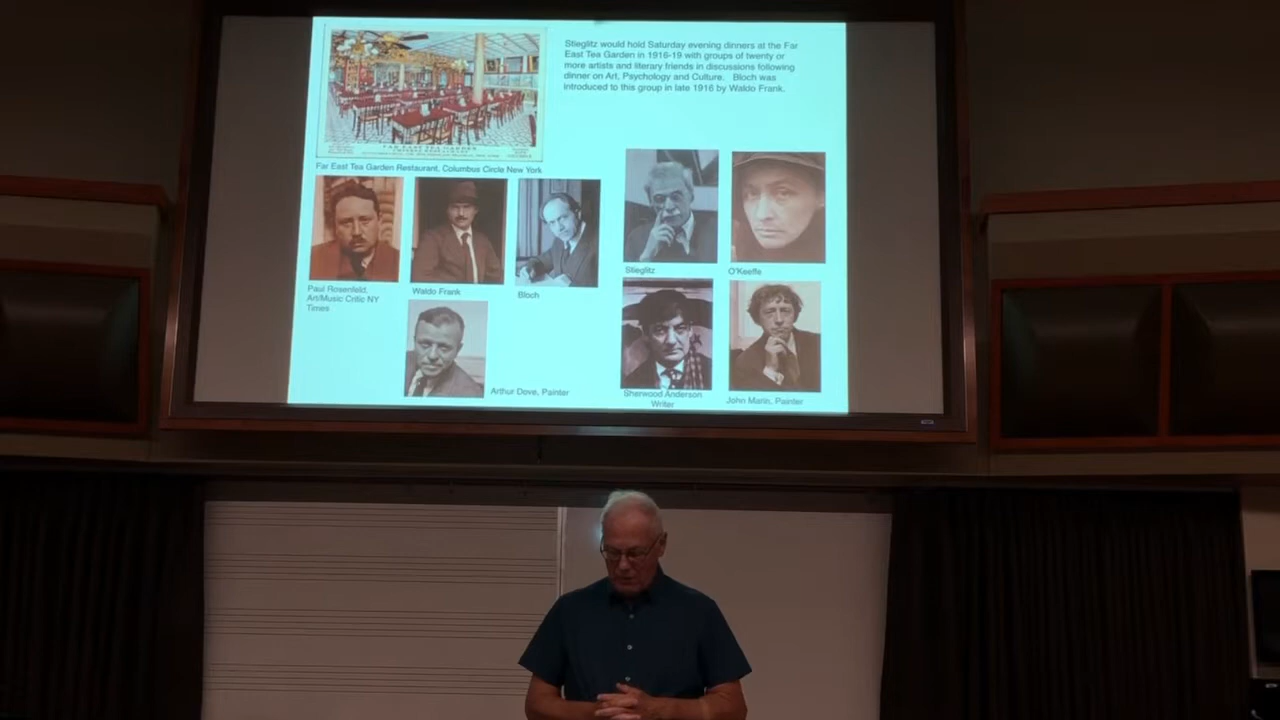 Stieglitz would hold Saturday evening dinners at the Far
East Tea Garden in 1916-19 with groups of twenty or
more artists and literary friends in discussions following
dinner on Art, Psychology and Culture. Bloch was
introduced to this group in late 1916 by Waldo Frank.
FAR EAST TEA GARDEN
Far East Tea Garden Restaurant, Columbus Circle New York
Paul Rosenfeld,
Art/Music Critic NY
Times
Waldo Frank
Bloch
Stieglitz
O'Keeffe
Arthur Dove, Painter
Sherwood Anderson
Writer
John Marin, Painter